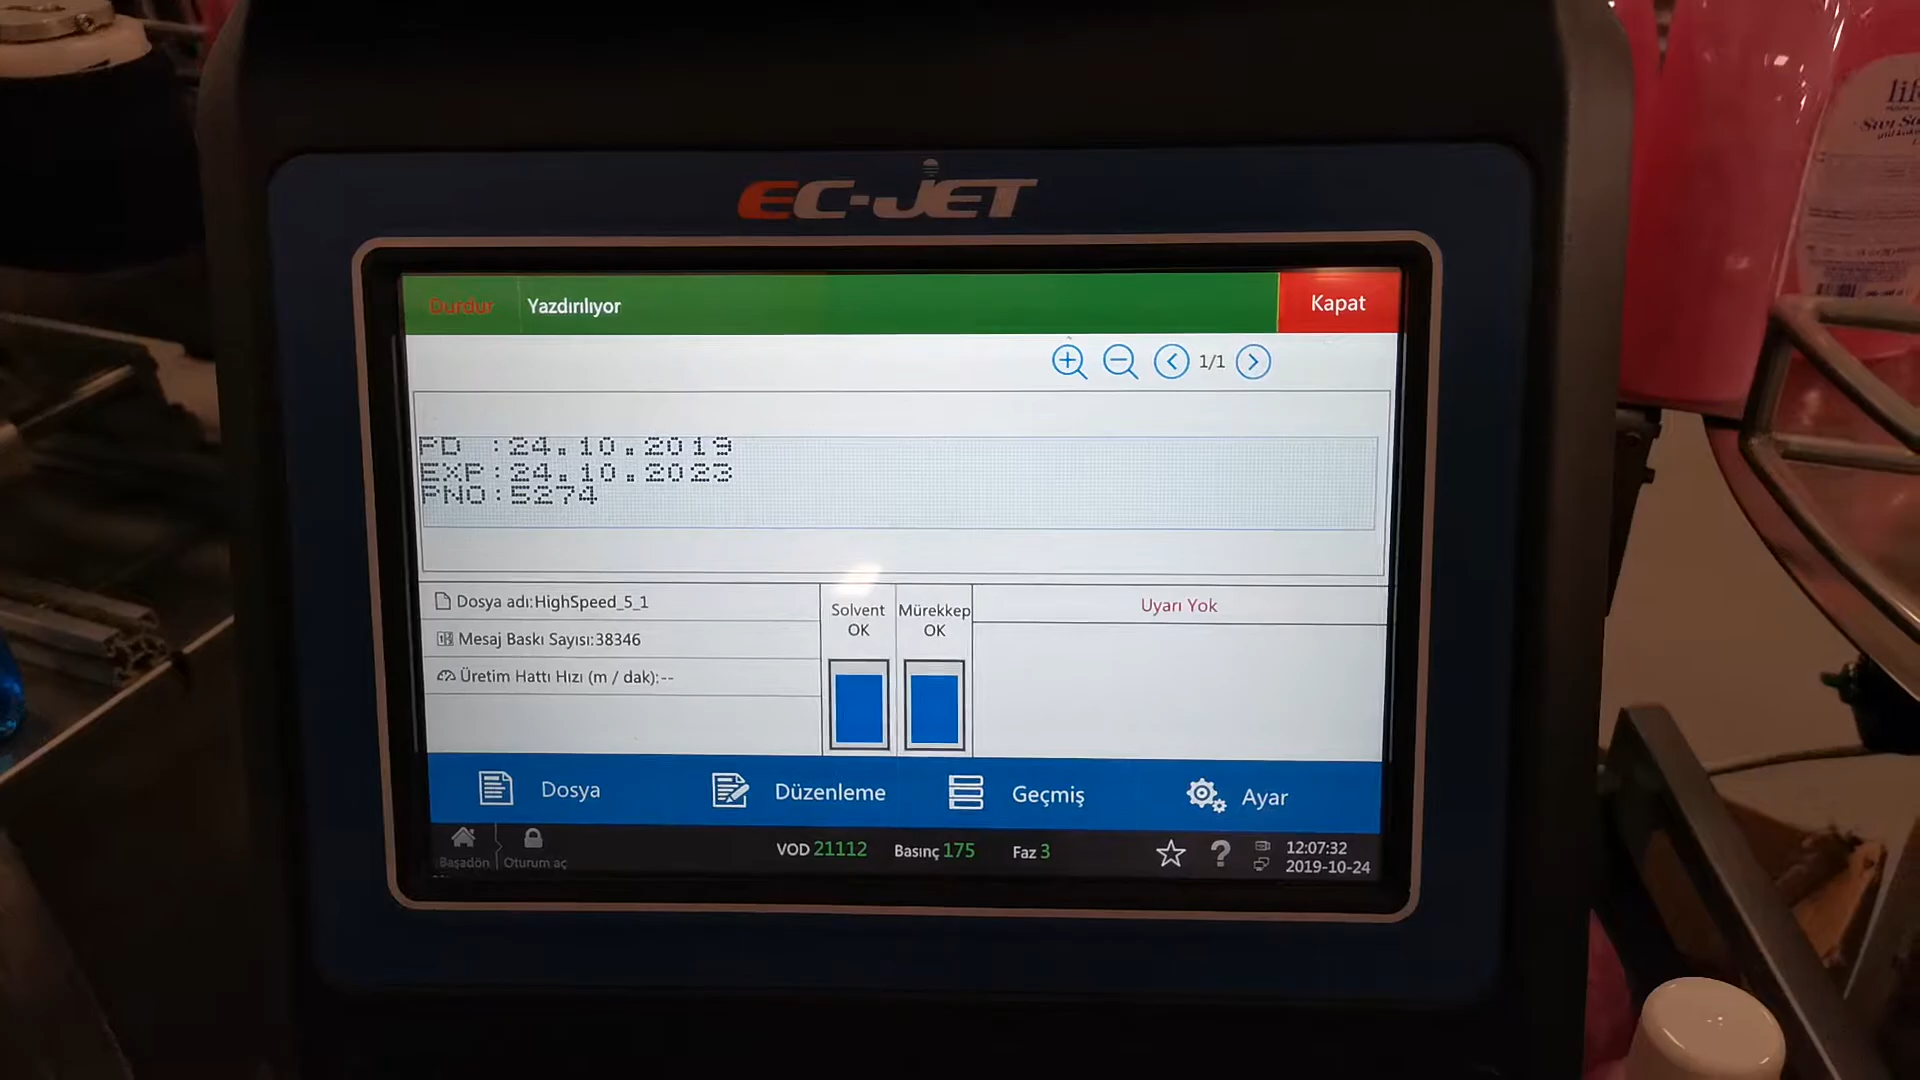 EC-JET
Durdur Yazdırılıyor Kapat
1/1
PD :24.10.2019
EXP:24.10.2023
PNO:5274
Dosya adı:HighSpeed_5_1
Mesaj Baskı Sayısı:38346
Üretim Hattı Hızı (m / dak):--
Solvent
OK
Mürekkep
OK
Uyarı Yok
Dosya Düzenleme Geçmiş Ayar
Başadön Oturum aç
VOD 21112 Basınç 175 Faz 3
?
12:07:32
2019-10-24